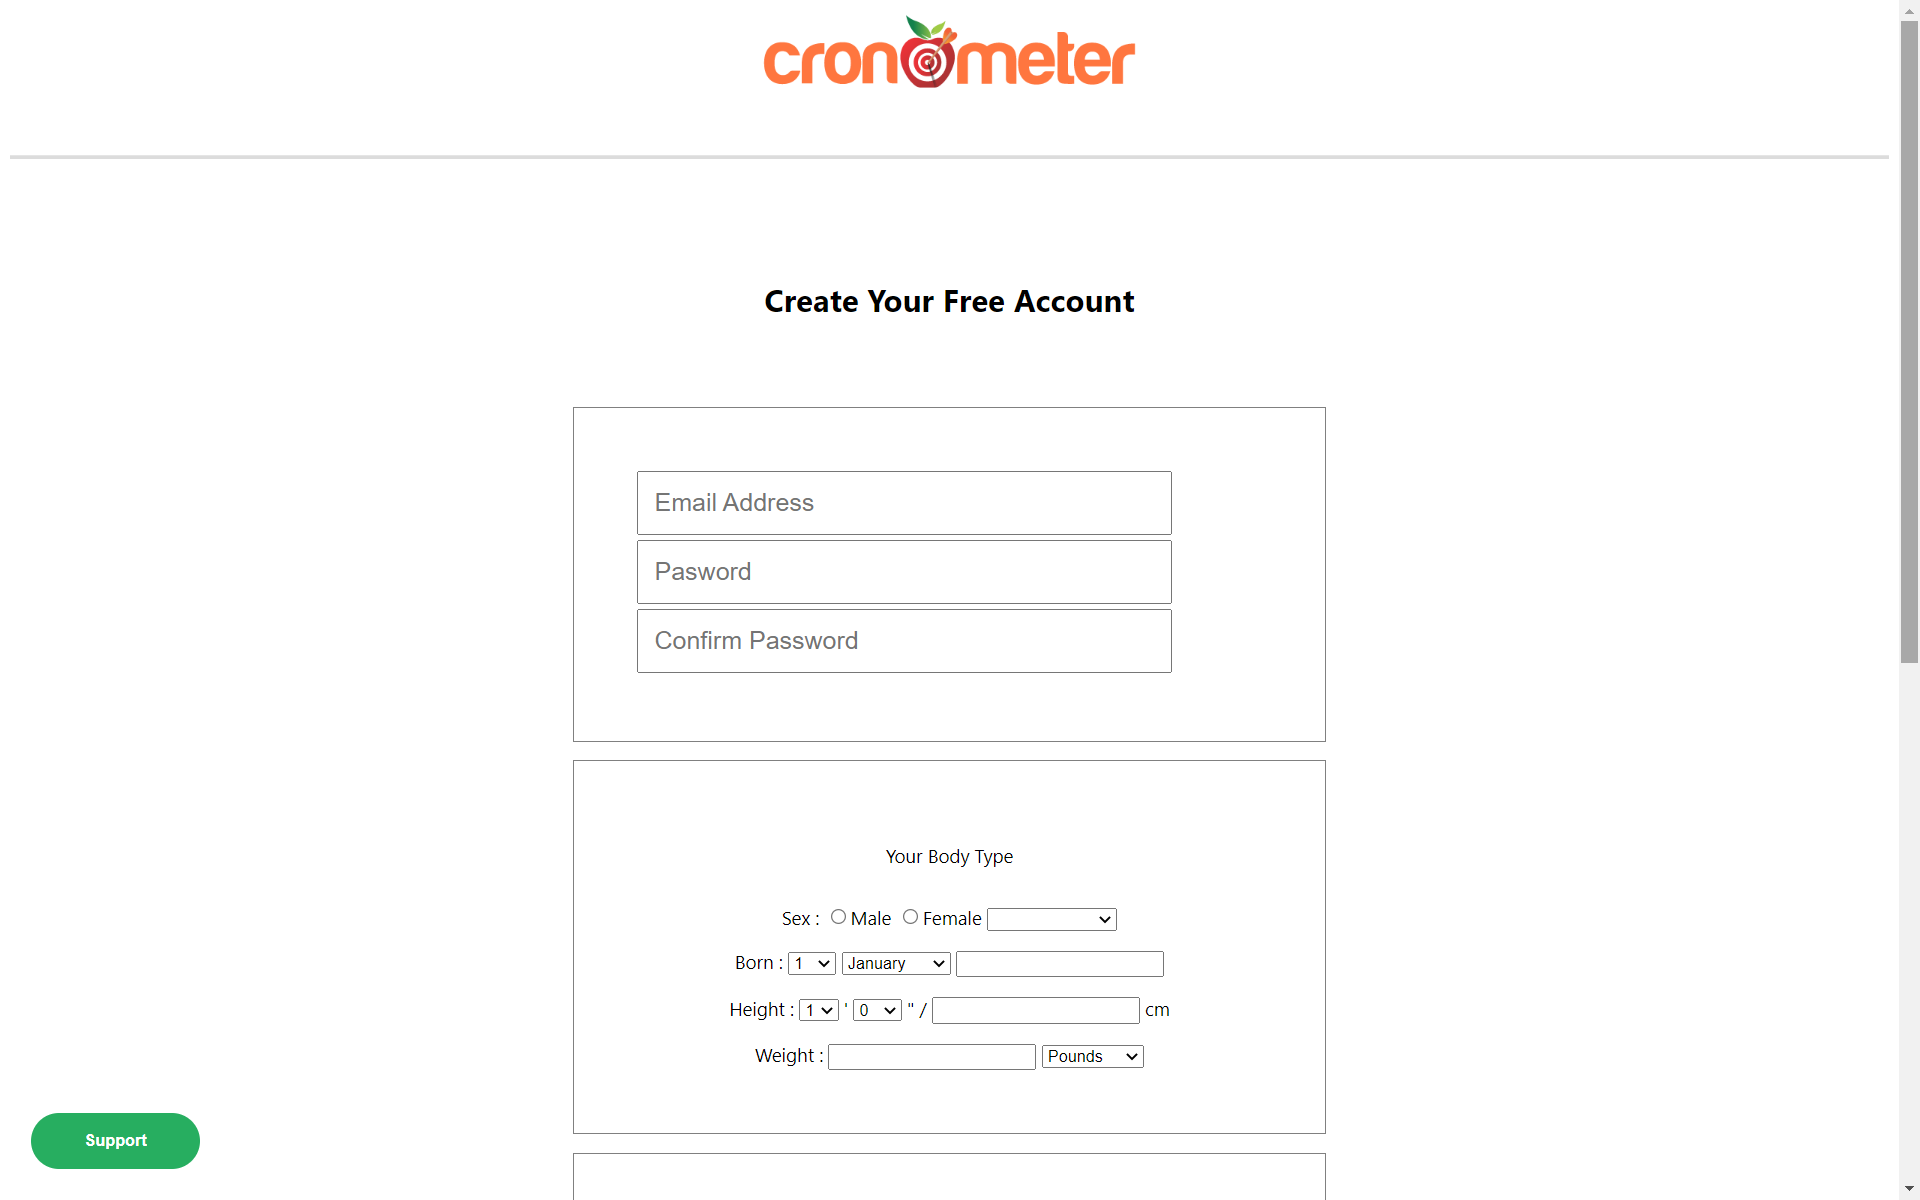 cronometer
Create Your Free Account
Email Address
Pasword
Confirm Password
Your Body Type
Sex : Male Female
Born : 1 January
Height : 1 ' 0 " / cm
Weight : Pounds
Support